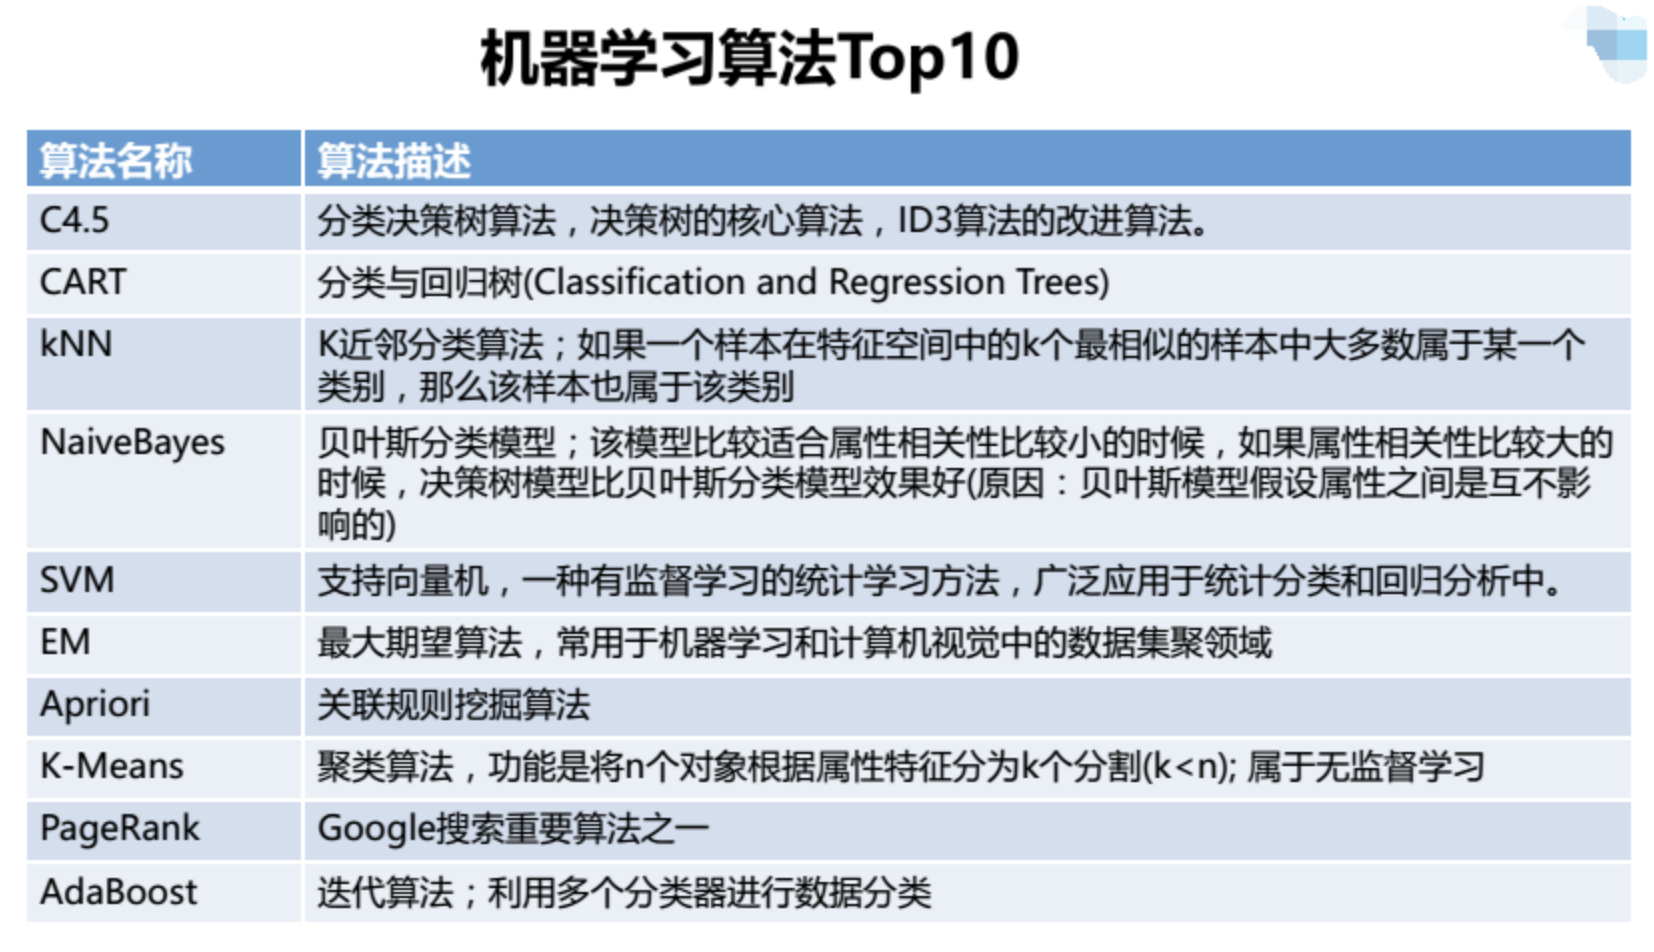 机器学习算法Top10
算法名称 算法描述
C4.5 分类决策树算法，决策树的核心算法，ID3算法的改进算法。
CART 分类与回归树(Classification and Regression Trees)
kNN K近邻分类算法；如果一个样本在特征空间中的k个最相似的样本中大多数属于某一个
类别，那么该样本也属于该类别
NaiveBayes 贝叶斯分类模型；该模型比较适合属性相关性比较小的时候，如果属性相关性比较大的
时候，决策树模型比贝叶斯分类模型效果好(原因：贝叶斯模型假设属性之间是互不影
响的)
SVM 支持向量机，一种有监督学习的统计学习方法，广泛应用于统计分类和回归分析中。
EM 最大期望算法，常用于机器学习和计算机视觉中的数据集聚领域
Apriori 关联规则挖掘算法
K-Means 聚类算法，功能是将n个对象根据属性特征分为k个分割(k<n); 属于无监督学习
PageRank Google搜索重要算法之一
AdaBoost 迭代算法；利用多个分类器进行数据分类